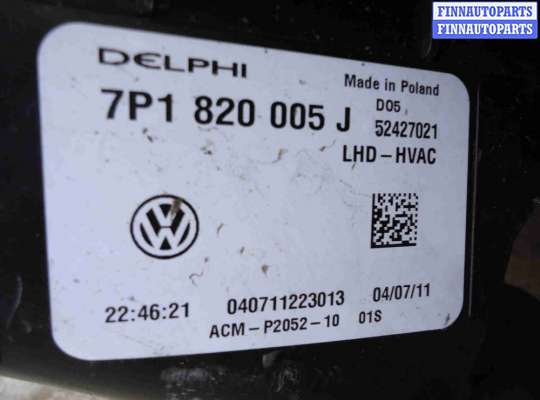 FINNAUTOPARTS
FINNAUTOPARTS
DELPHI
Made in Poland
7P1 820 005 J
D05
52427021
LHD-HVAC
22:46:21
040711223013
04/07/11
ACM-P2052-10
01S